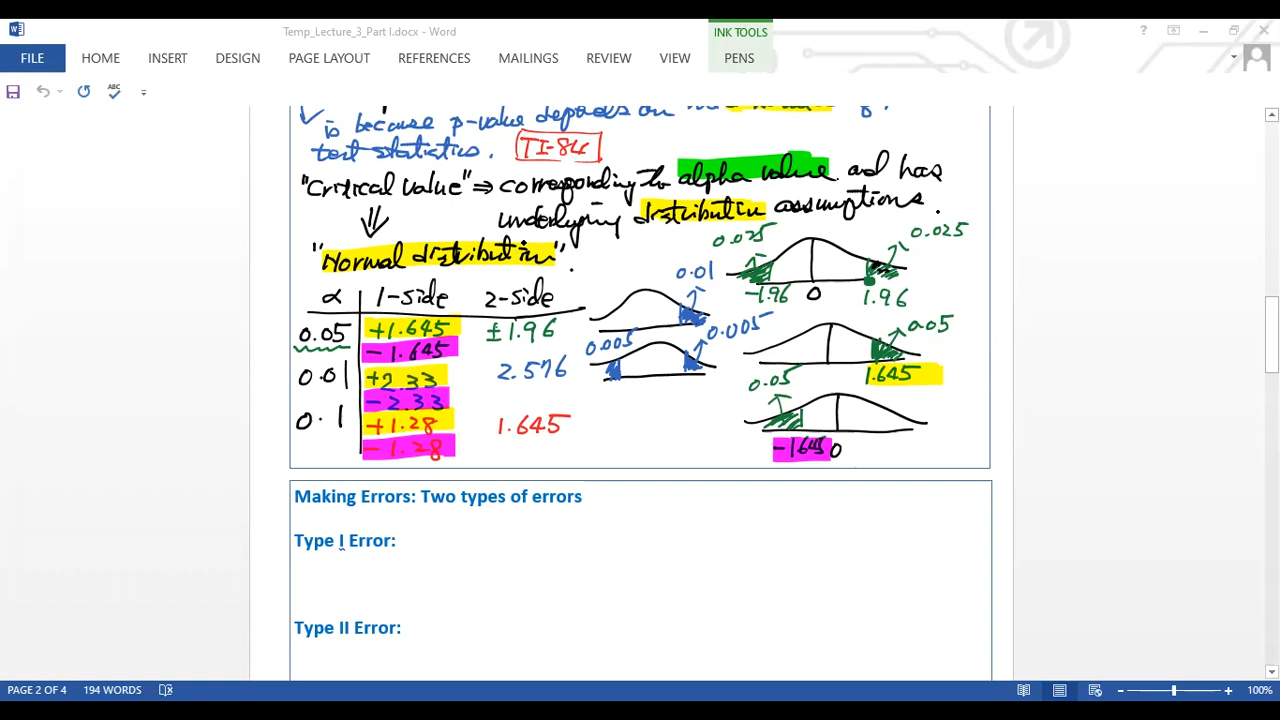 Temp_Lecture_3_Part I.docx - Word
INK TOOLS
FILE HOME INSERT DESIGN PAGE LAYOUT REFERENCES MAILINGS REVIEW VIEW PENS
ABC
is because p-value depends on
test statistics. TI-84
"Critical value" ⇒ corresponding to alpha value and has
underlying distribution assumptions.
⇓
"Normal distribution".
α 1-side 2-side
0.05 +1.645 ±1.96
-1.645
0.01 +2.33 2.576
-2.33
0.1 +1.28 1.645
-1.28
0.01
0.005 0.005
0.025 0.025
-1.96 0 1.96
0.05
1.645
0.05
-1.645 0
Making Errors: Two types of errors
Type I Error:
Type II Error:
PAGE 2 OF 4 194 WORDS 100%